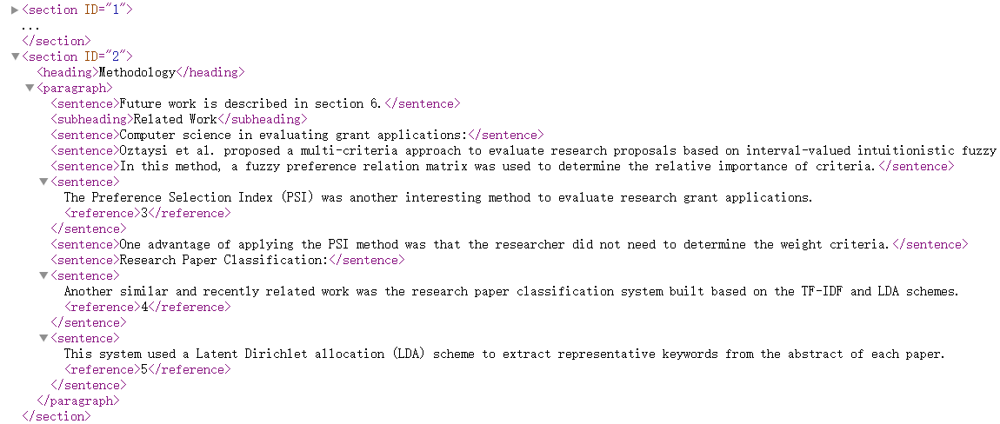 <section ID="1">
...
</section>
<section ID="2">
<heading>Methodology</heading>
<paragraph>
<sentence>Future work is described in section 6.</sentence>
<subheading>Related Work</subheading>
<sentence>Computer science in evaluating grant applications:</sentence>
<sentence>Oztaysi et al. proposed a multi-criteria approach to evaluate research proposals based on interval-valued intuitionistic fuzzy
<sentence>In this method, a fuzzy preference relation matrix was used to determine the relative importance of criteria.</sentence>
<sentence>
The Preference Selection Index (PSI) was another interesting method to evaluate research grant applications.
<reference>3</reference>
</sentence>
<sentence>One advantage of applying the PSI method was that the researcher did not need to determine the weight criteria.</sentence>
<sentence>Research Paper Classification:</sentence>
<sentence>
Another similar and recently related work was the research paper classification system built based on the TF-IDF and LDA schemes.
<reference>4</reference>
</sentence>
<sentence>
This system used a Latent Dirichlet allocation (LDA) scheme to extract representative keywords from the abstract of each paper.
<reference>5</reference>
</sentence>
</paragraph>
</section>